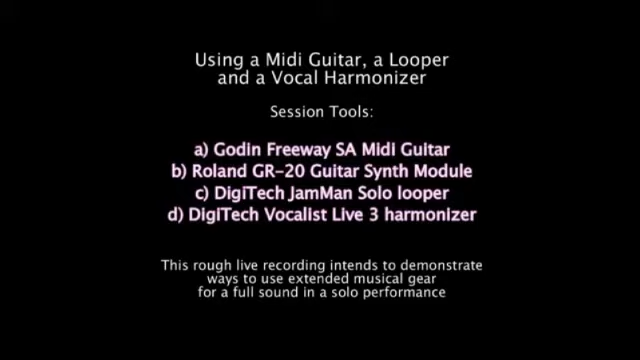 Using a Midi Guitar, a Looper
and a Vocal Harmonizer
Session Tools:
a) Godin Freeway SA Midi Guitar
b) Roland GR-20 Guitar Synth Module
c) DigiTech JamMan Solo looper
d) DigiTech Vocalist Live 3 harmonizer
This rough live recording intends to demonstrate
ways to use extended musical gear
for a full sound in a solo performance